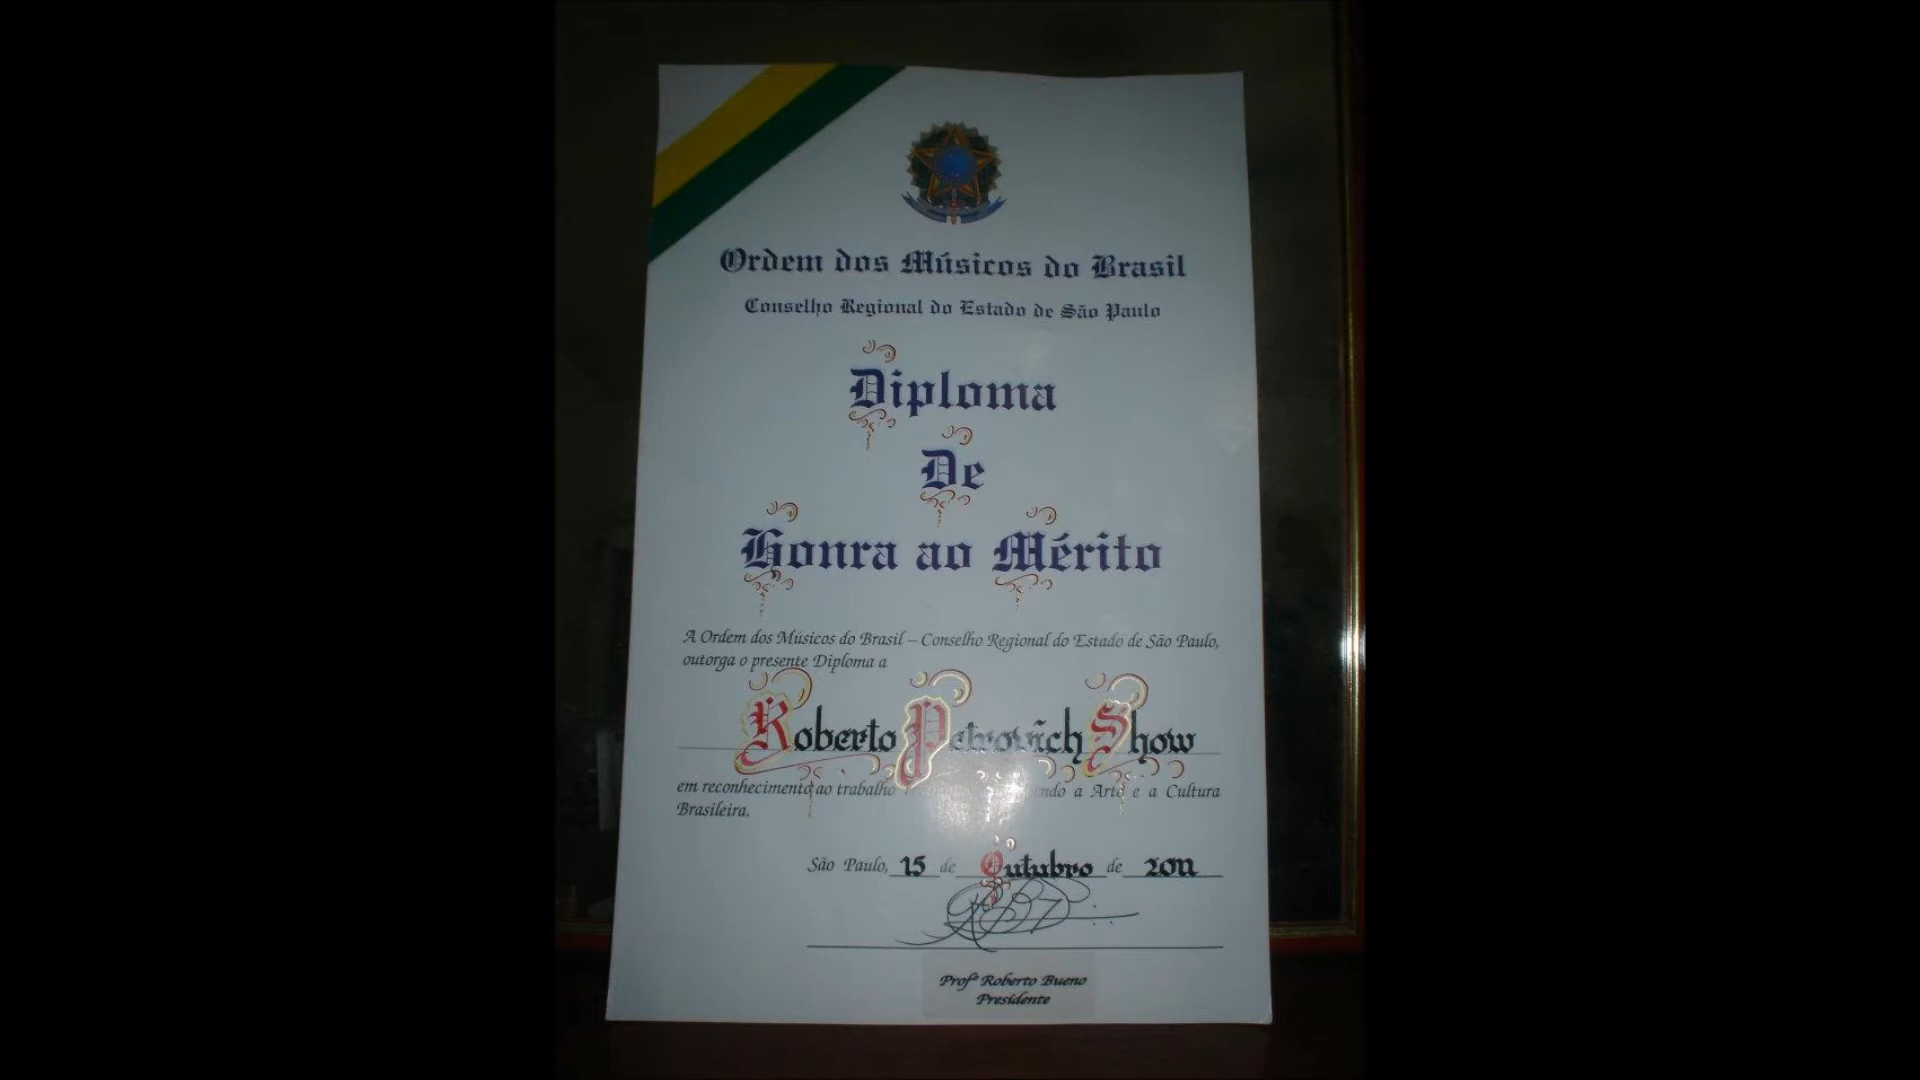 Ordem dos Músicos do Brasil
Conselho Regional do Estado de São Paulo
Diploma
De
Honra ao Mérito
A Ordem dos Músicos do Brasil – Conselho Regional do Estado de São Paulo,
outorga o presente Diploma a
Roberto Petrovich Show
em reconhecimento ao trabalho a Arte e a Cultura
Brasileira.
São Paulo, 15 de Outubro de 2011
Profº Roberto Bueno
Presidente